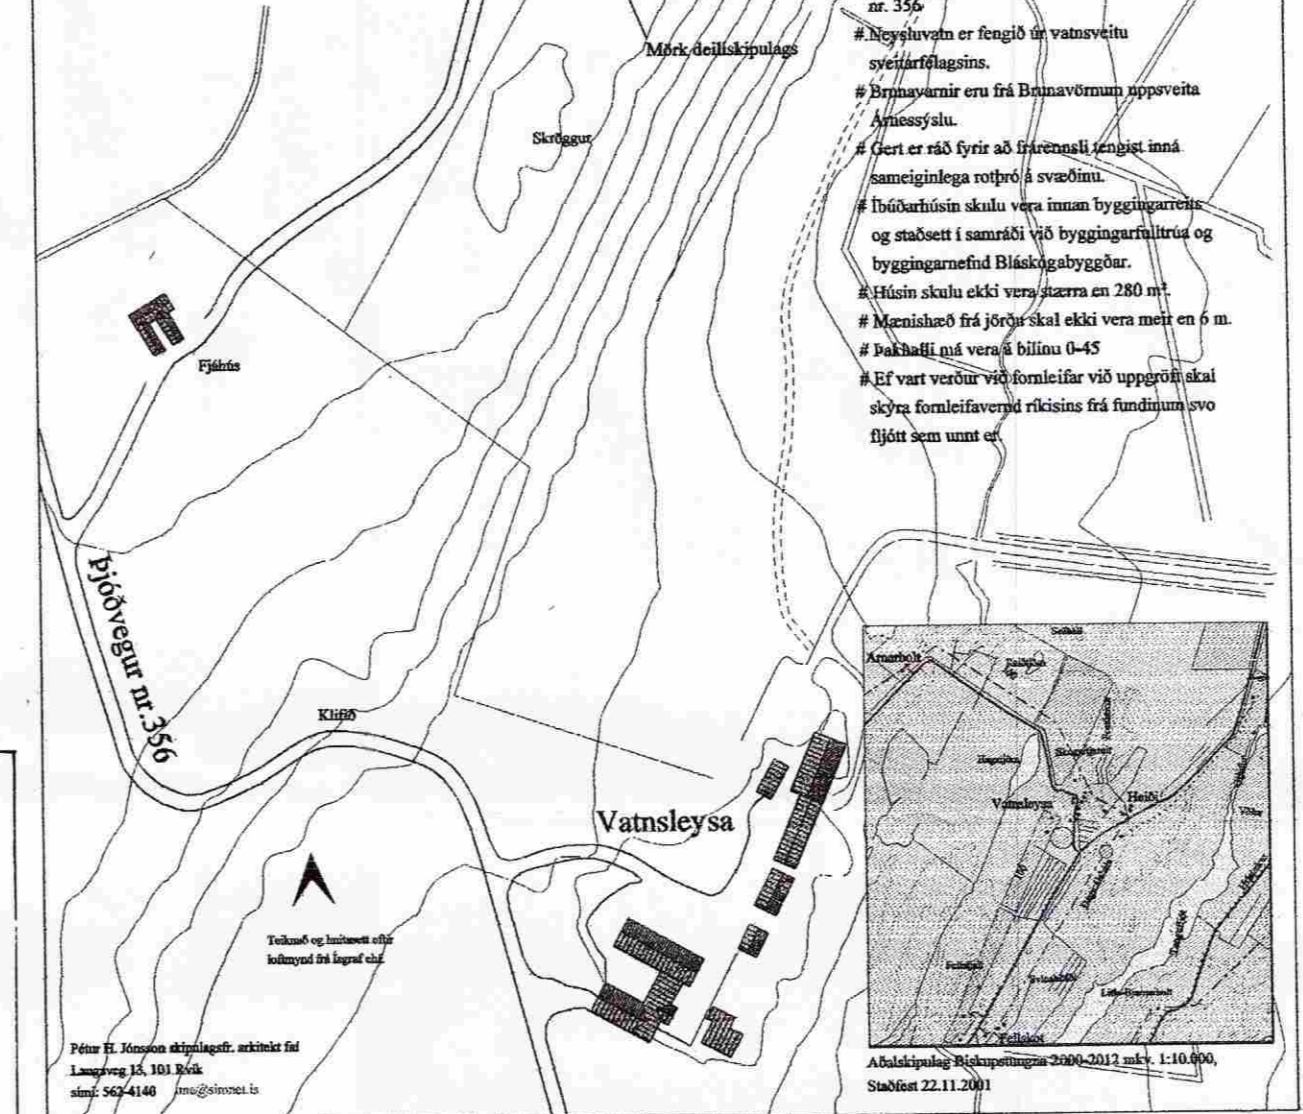 nr. 356
Mörk deiliskipulags
# Neysluvatn er fengið úr vatnsveitu
sveitarfélagsins.
# Brunavarnir eru frá Brunavörnum uppsveita
Árnessýslu.
# Gert er ráð fyrir að frárennsli tengist inná
sameiginlega rotþró á svæðinu.
# Íbúðarhúsin skulu vera innan byggingarreits
og staðsett í samráði við byggingarfulltrúa og
byggingarnefnd Bláskógabyggðar.
# Húsin skulu ekki vera stærra en 280 m².
# Mænishæð frá jörðu skal ekki vera meir en 6 m.
# Þakhalli má vera á bilinu 0-45
# Ef vart verður við fornleifar við uppgröft skal
skýra fornleifavernd ríkisins frá fundinum svo
fljótt sem unnt er.
Skröggur
Fjáhús
Þjóðvegur nr.356
Klifið
Vatnsleysa
Teiknað og hnitasett eftir
loftmynd frá Ísgraf ehf.
Pétur H. Jónsson skipulagsfr. arkitekt faí
Laugaveg 13, 101 Rvík
sími: 562-4140
Arnarholt
Vatnsleysa
Heiði
Tungufljót
Litla-Bjarnarholt
Fellskot
Aðalskipulag Biskupstungna 2000-2012 mkv. 1:10.000,
Staðfest 22.11.2001